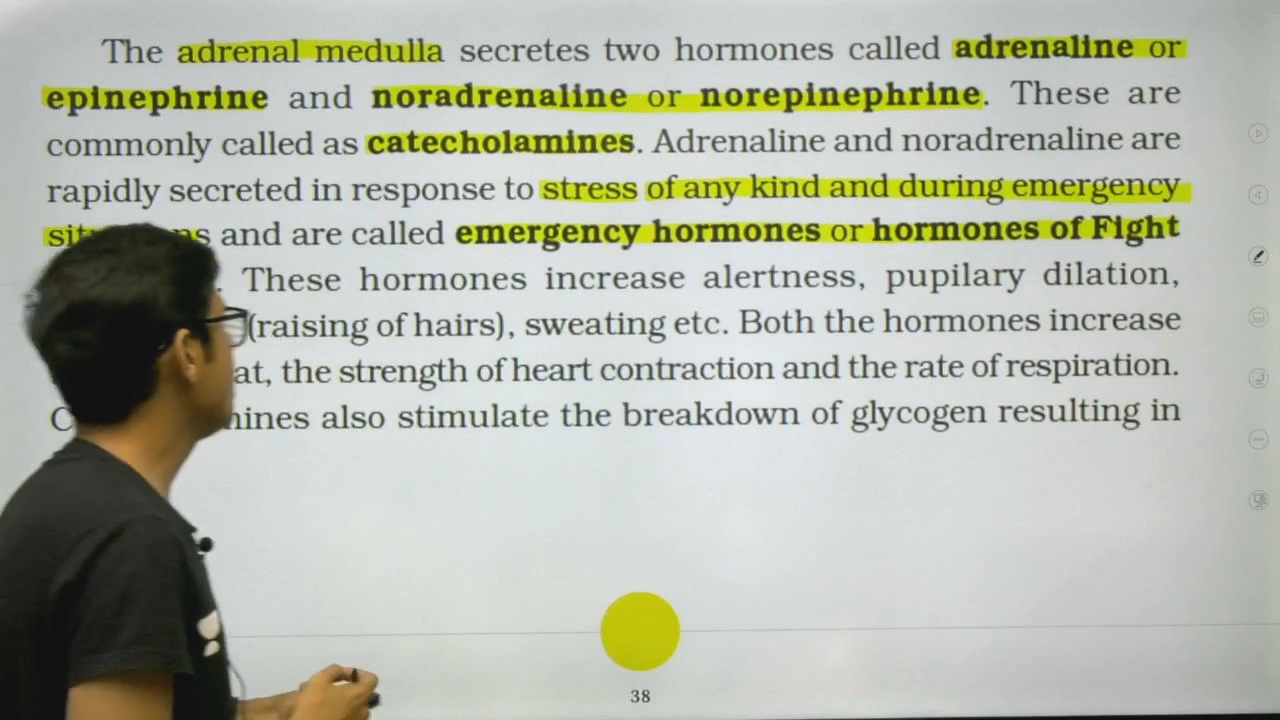 The adrenal medulla secretes two hormones called adrenaline or
epinephrine and noradrenaline or norepinephrine. These are
commonly called as catecholamines. Adrenaline and noradrenaline are
rapidly secreted in response to stress of any kind and during emergency
and are called emergency hormones or hormones of Fight
. These hormones increase alertness, pupilary dilation,
(raising of hairs), sweating etc. Both the hormones increase
the strength of heart contraction and the rate of respiration.
also stimulate the breakdown of glycogen resulting in
38